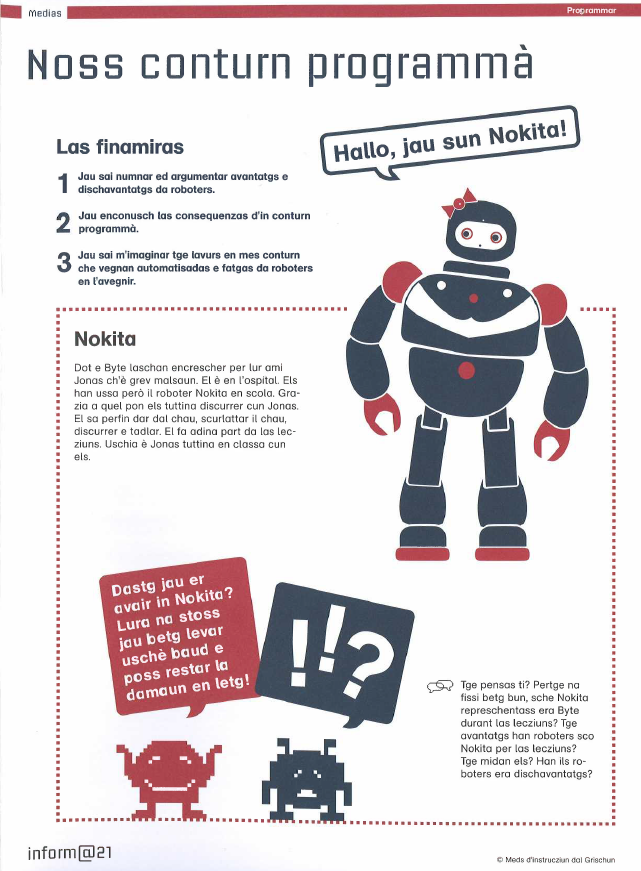 Medias
Programmar
Noss conturn programmà
Hallo, jau sun Nokita!
Las finamiras
1 Jau sai numnar ed argumentar avantatgs e
dischavantatgs da roboters.
2 Jau enconusch las consequenzas d'in conturn
programmà.
3 Jau sai m'imaginar tge lavurs en mes conturn
che vegnan automatisadas e fatgas da roboters
en l'avegnir.
Nokita
Dot e Byte laschan encrescher per lur ami
Jonas ch'è grev malsaun. El è en l'ospital. Els
han ussa però il roboter Nokita en scola. Gra-
zia a quel pon els tuttina discurrer cun Jonas.
El sa perfin dar dal chau, scurlattar il chau,
discurrer e tadlar. El fa adina part da las lec-
ziuns. Uschia è Jonas tuttina en classa cun
els.
Dastg jau er
avair in Nokita?
Lura na stoss
jau betg levar
uschè baud e
poss restar la
damaun en letg!
!!?
Tge pensas ti? Pertge na
fissi betg bun, sche Nokita
represchentass era Byte
durant las lecziuns? Tge
avantatgs han roboters sco
Nokita per las lecziuns?
Tge midan els? Han ils ro-
boters era dischavantatgs?
inform@21
© Meds d'instrucziun dal Grischun